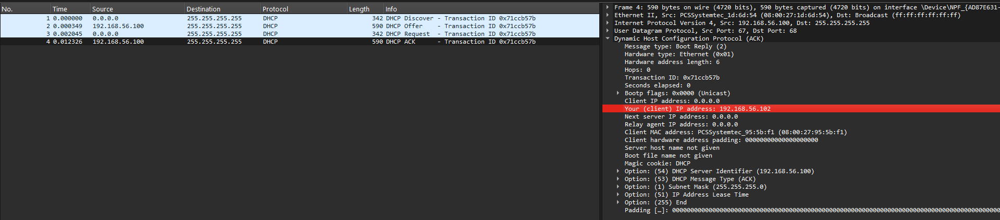 No. Time Source Destination Protocol Length Info
1 0.000000 0.0.0.0 255.255.255.255 DHCP 342 DHCP Discover - Transaction ID 0x71ccb57b
2 0.000349 192.168.56.100 255.255.255.255 DHCP 590 DHCP Offer - Transaction ID 0x71ccb57b
3 0.002045 0.0.0.0 255.255.255.255 DHCP 342 DHCP Request - Transaction ID 0x71ccb57b
4 0.012326 192.168.56.100 255.255.255.255 DHCP 590 DHCP ACK - Transaction ID 0x71ccb57b
Frame 4: 590 bytes on wire (4720 bits), 590 bytes captured (4720 bits) on interface \Device\NPF_{AD87E631-
Ethernet II, Src: PCSSystemtec_1d:6d:54 (08:00:27:1d:6d:54), Dst: Broadcast (ff:ff:ff:ff:ff:ff)
Internet Protocol Version 4, Src: 192.168.56.100, Dst: 255.255.255.255
User Datagram Protocol, Src Port: 67, Dst Port: 68
Dynamic Host Configuration Protocol (ACK)
Message type: Boot Reply (2)
Hardware type: Ethernet (0x01)
Hardware address length: 6
Hops: 0
Transaction ID: 0x71ccb57b
Seconds elapsed: 0
Bootp flags: 0x0000 (Unicast)
Client IP address: 0.0.0.0
Your (client) IP address: 192.168.56.102
Next server IP address: 0.0.0.0
Relay agent IP address: 0.0.0.0
Client MAC address: PCSSystemtec_95:5b:f1 (08:00:27:95:5b:f1)
Client hardware address padding: 00000000000000000000
Server host name not given
Boot file name not given
Magic cookie: DHCP
Option: (54) DHCP Server Identifier (192.168.56.100)
Option: (53) DHCP Message Type (ACK)
Option: (1) Subnet Mask (255.255.255.0)
Option: (51) IP Address Lease Time
Option: (255) End
Padding […]: 000000000000000000000000000000000000000000000000000000000000000000000000000000000000000000